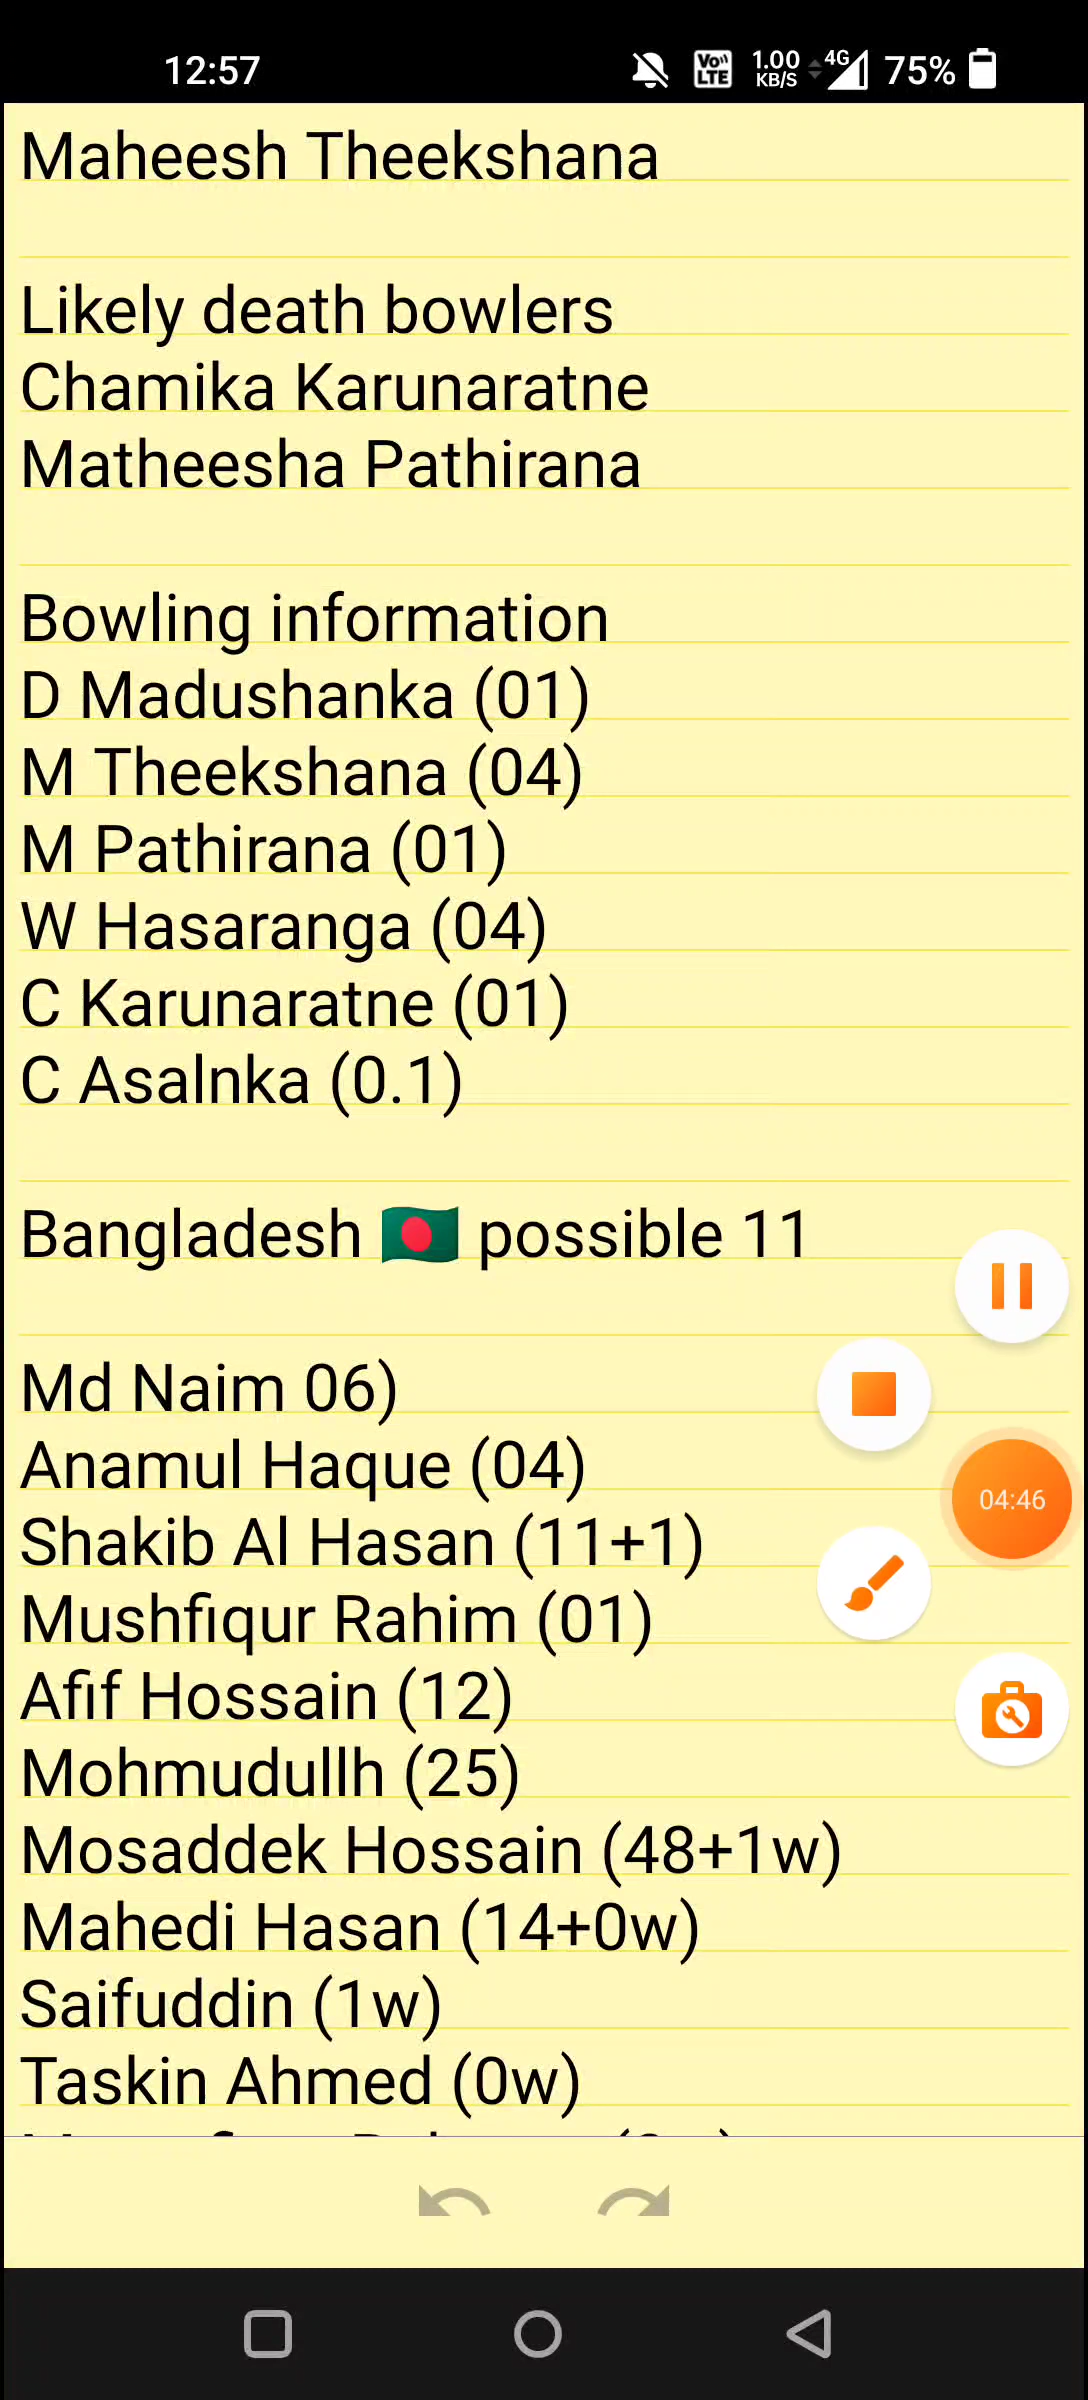 12:57
Vo LTE 1.00 KB/S 4G 75%
Maheesh Theekshana
Likely death bowlers
Chamika Karunaratne
Matheesha Pathirana
Bowling information
D Madushanka (01)
M Theekshana (04)
M Pathirana (01)
W Hasaranga (04)
C Karunaratne (01)
C Asalnka (0.1)
Bangladesh 🇧🇩 possible 11
Md Naim 06)
Anamul Haque (04)
Shakib Al Hasan (11+1)
04:46
Mushfiqur Rahim (01)
Afif Hossain (12)
Mohmudullh (25)
Mosaddek Hossain (48+1w)
Mahedi Hasan (14+0w)
Saifuddin (1w)
Taskin Ahmed (0w)